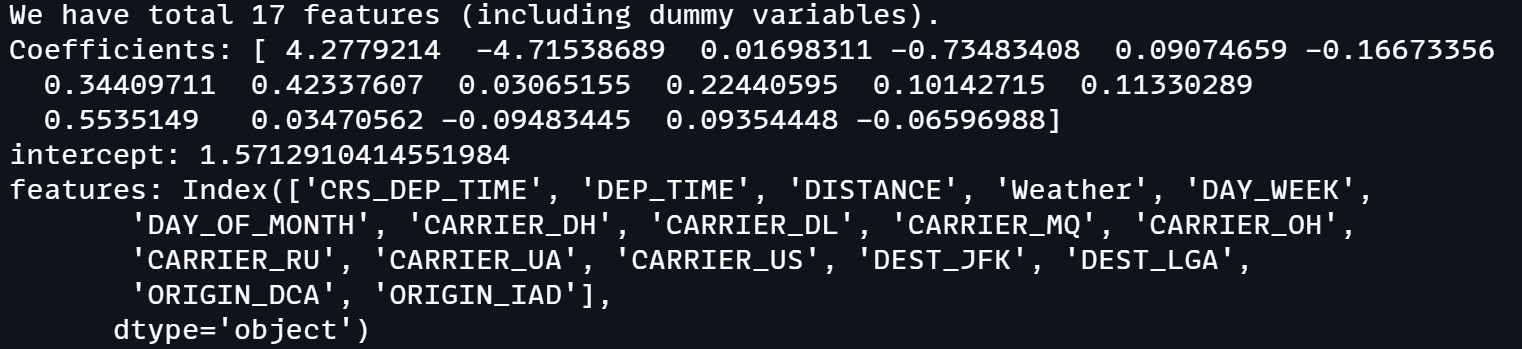 We have total 17 features (including dummy variables).
Coefficients: [ 4.2779214  -4.71538689  0.01698311 -0.73483408  0.09074659 -0.16673356
  0.34409711  0.42337607  0.03065155  0.22440595  0.10142715  0.11330289
  0.5535149   0.03470562 -0.09483445  0.09354448 -0.06596988]
intercept: 1.5712910414551984
features: Index(['CRS_DEP_TIME', 'DEP_TIME', 'DISTANCE', 'Weather', 'DAY_WEEK',
       'DAY_OF_MONTH', 'CARRIER_DH', 'CARRIER_DL', 'CARRIER_MQ', 'CARRIER_OH',
       'CARRIER_RU', 'CARRIER_UA', 'CARRIER_US', 'DEST_JFK', 'DEST_LGA',
       'ORIGIN_DCA', 'ORIGIN_IAD'],
      dtype='object')